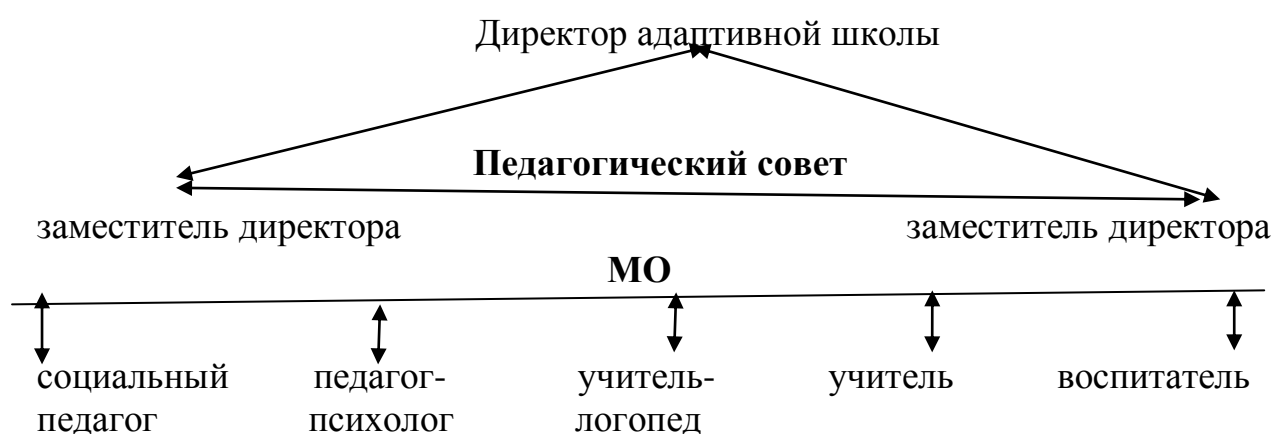 Директор адаптивной школы
Педагогический совет
заместитель директора заместитель директора
МО
социальный педагог- учитель- учитель воспитатель
педагог психолог логопед